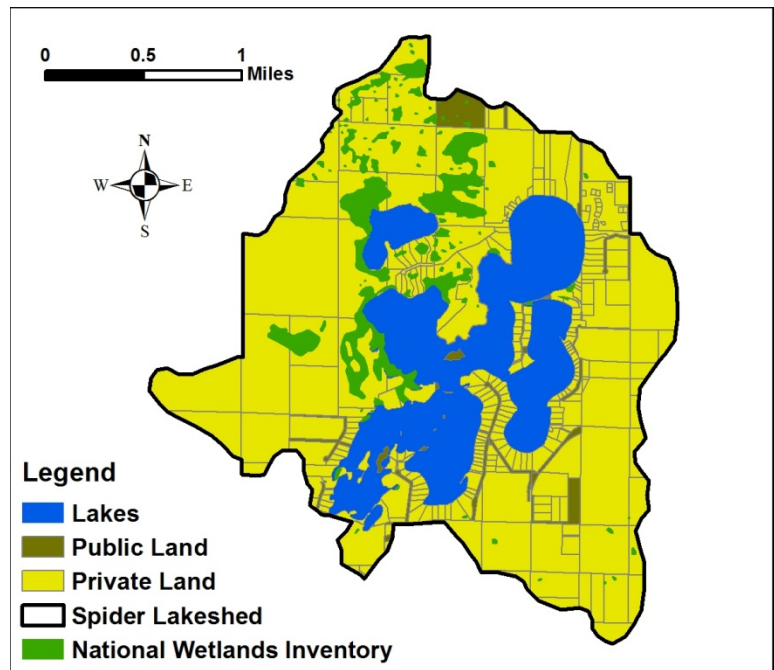 0 0.5 1
Miles
N
W E
S
Legend
Lakes
Public Land
Private Land
Spider Lakeshed
National Wetlands Inventory